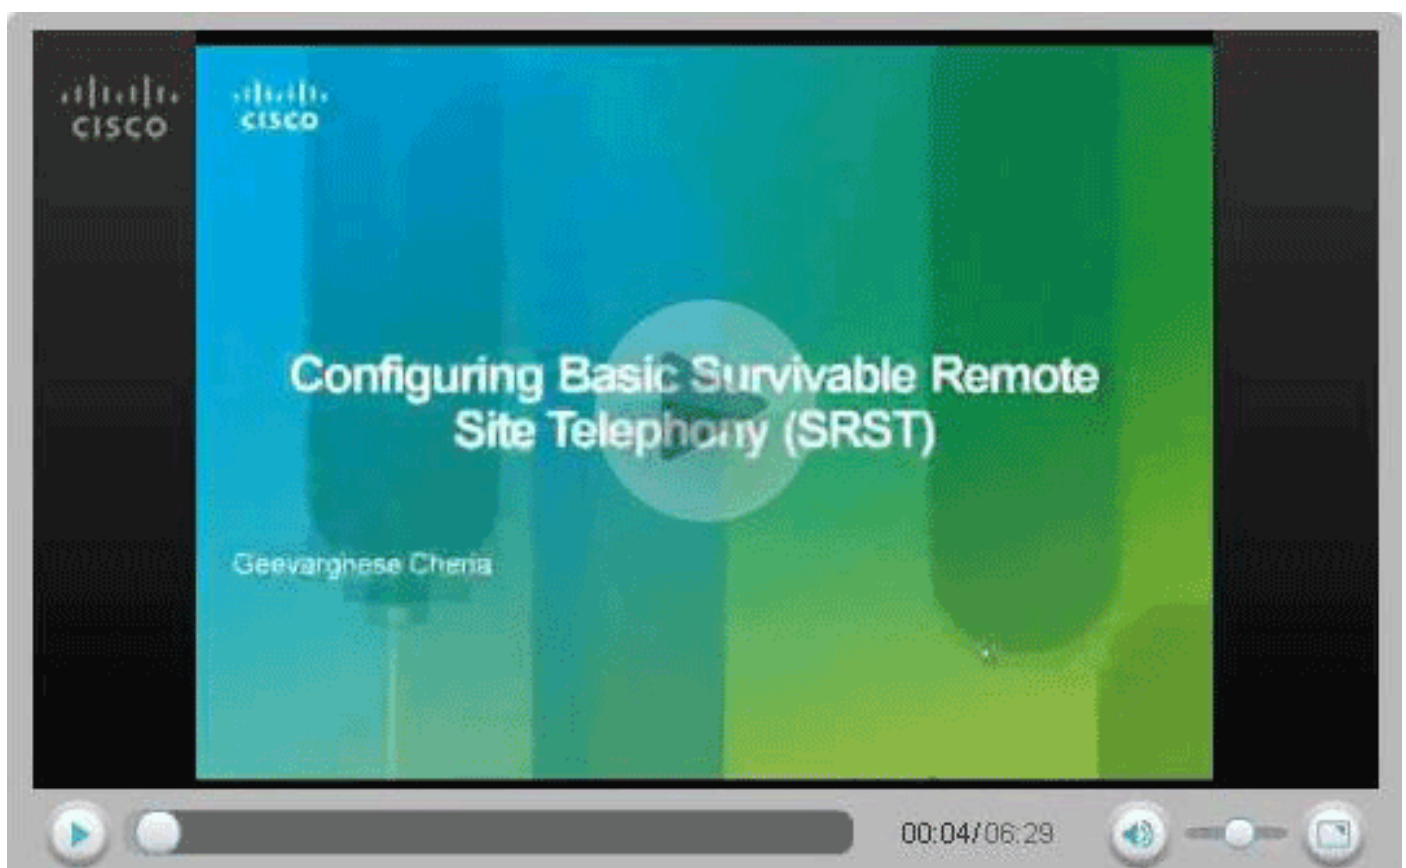 CISCO
CISCO
Configuring Basic Survivable Remote
Site Telephony (SRST)
Geevarghese Cheria
00:04/06:29